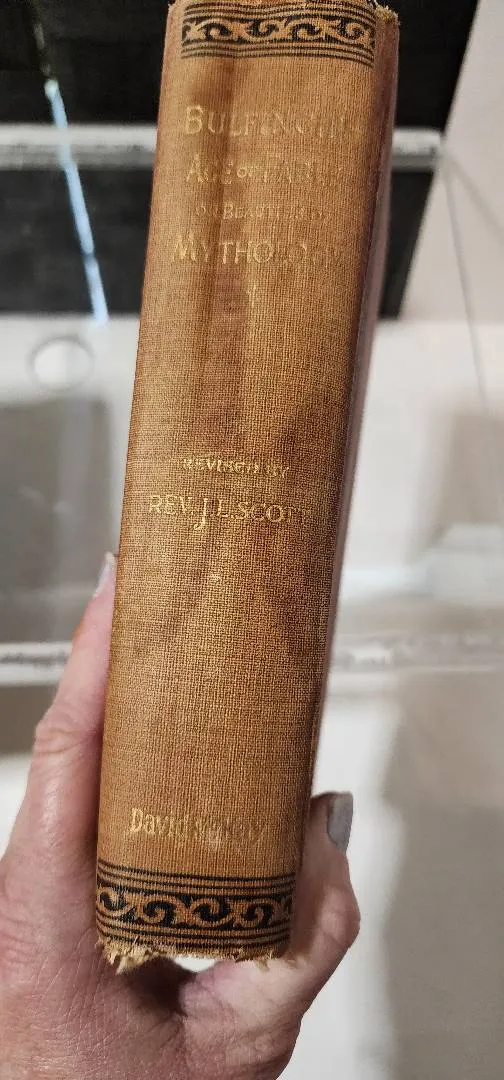 BULFINCH'S
AGE OF FABLE
OR BEAUTIES OF
MYTHOLOGY
REVISED BY
REV. J. L. SCOTT
David McKay